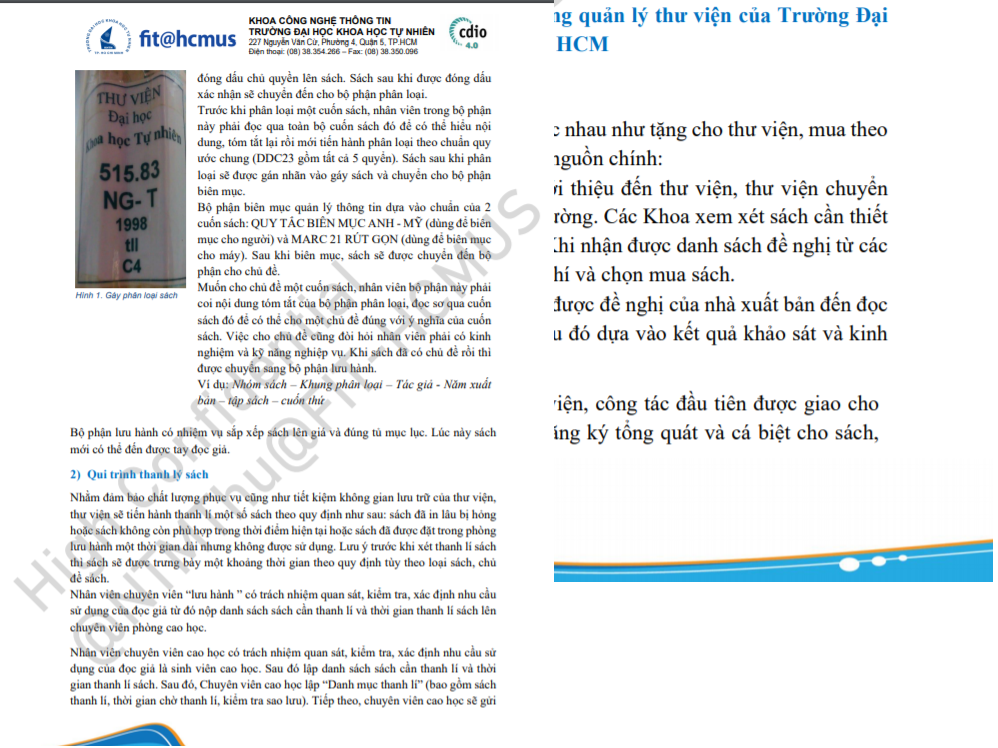 fit@hcmus
KHOA CÔNG NGHỆ THÔNG TIN
TRƯỜNG ĐẠI HỌC KHOA HỌC TỰ NHIÊN
227 Nguyễn Văn Cừ, Phường 4, Quận 5, TP.HCM
Điện thoại: (08) 38.354.266 – Fax: (08) 38.350.096
cdio
4.0
THƯ VIỆN
Đại học
Khoa học Tự nhiên
515.83
NG- T
1998
tII
C4
Hình 1. Gáy phân loại sách
đóng dấu chủ quyền lên sách. Sách sau khi được đóng dấu
xác nhận sẽ chuyển đến cho bộ phận phân loại.
Trước khi phân loại một cuốn sách, nhân viên trong bộ phận
này phải đọc qua toàn bộ cuốn sách đó để có thể hiểu nội
dung, tóm tắt lại rồi mới tiến hành phân loại theo chuẩn quy
ước chung (DDC23 gồm tất cả 5 quyển). Sách sau khi phân
loại sẽ được gán nhãn vào gáy sách và chuyển cho bộ phận
biên mục.
Bộ phận biên mục quản lý thông tin dựa vào chuẩn của 2
cuốn sách: QUY TẮC BIÊN MỤC ANH - MỸ (dùng để biên
mục cho người) và MARC 21 RÚT GỌN (dùng để biên mục
cho máy). Sau khi biên mục, sách sẽ được chuyển đến bộ
phận cho chủ đề.
Muốn cho chủ đề một cuốn sách, nhân viên bộ phận này phải
coi nội dung tóm tắt của bộ phận phân loại, đọc sơ qua cuốn
sách đó để có thể cho một chủ đề đúng với ý nghĩa của cuốn
sách. Việc cho chủ đề cũng đòi hỏi nhân viên phải có kinh
nghiệm và kỹ năng nghiệp vụ. Khi sách đã có chủ đề rồi thì
được chuyển sang bộ phận lưu hành.
Ví dụ: Nhóm sách – Khung phân loại – Tác giả - Năm xuất
bản – tập sách – cuốn thứ
Bộ phận lưu hành có nhiệm vụ sắp xếp sách lên giá và đúng tủ mục lục. Lúc này sách
mới có thể đến được tay đọc giả.
2) Qui trình thanh lý sách
Nhằm đảm bảo chất lượng phục vụ cũng như tiết kiệm không gian lưu trữ của thư viện,
thư viện sẽ tiến hành thanh lí một số sách theo quy định như sau: sách đã in lâu bị hỏng
hoặc sách không còn phù hợp trong thời điểm hiện tại hoặc sách đã được đặt trong phòng
lưu hành một thời gian dài nhưng không được sử dụng. Lưu ý trước khi xét thanh lí sách
thì sách sẽ được trưng bày một khoảng thời gian theo quy định tùy theo loại sách, chủ
đề sách.
Nhân viên chuyên viên “lưu hành ” có trách nhiệm quan sát, kiểm tra, xác định nhu cầu
sử dụng của đọc giả từ đó nộp danh sách sách cần thanh lí và thời gian thanh lí sách lên
chuyên viên phòng cao học.
Nhân viên chuyên viên cao học có trách nhiệm quan sát, kiểm tra, xác định nhu cầu sử
dụng của đọc giả là sinh viên cao học. Sau đó lập danh sách sách cần thanh lí và thời
gian thanh lí sách. Sau đó, Chuyên viên cao học lập “Danh mục thanh lí” (bao gồm sách
thanh lí, thời gian chờ thanh lí, kiểm tra sao lưu). Tiếp theo, chuyên viên cao học sẽ gửi
High Confidential
@NTMThu@FIT-HCMUS
ng quản lý thư viện của Trường Đại
HCM
c nhau như tặng cho thư viện, mua theo
nguồn chính:
ới thiệu đến thư viện, thư viện chuyển
ường. Các Khoa xem xét sách cần thiết
Khi nhận được danh sách đề nghị từ các
hí và chọn mua sách.
được đề nghị của nhà xuất bản đến đọc
u đó dựa vào kết quả khảo sát và kinh
iện, công tác đầu tiên được giao cho
ăng ký tổng quát và cá biệt cho sách,